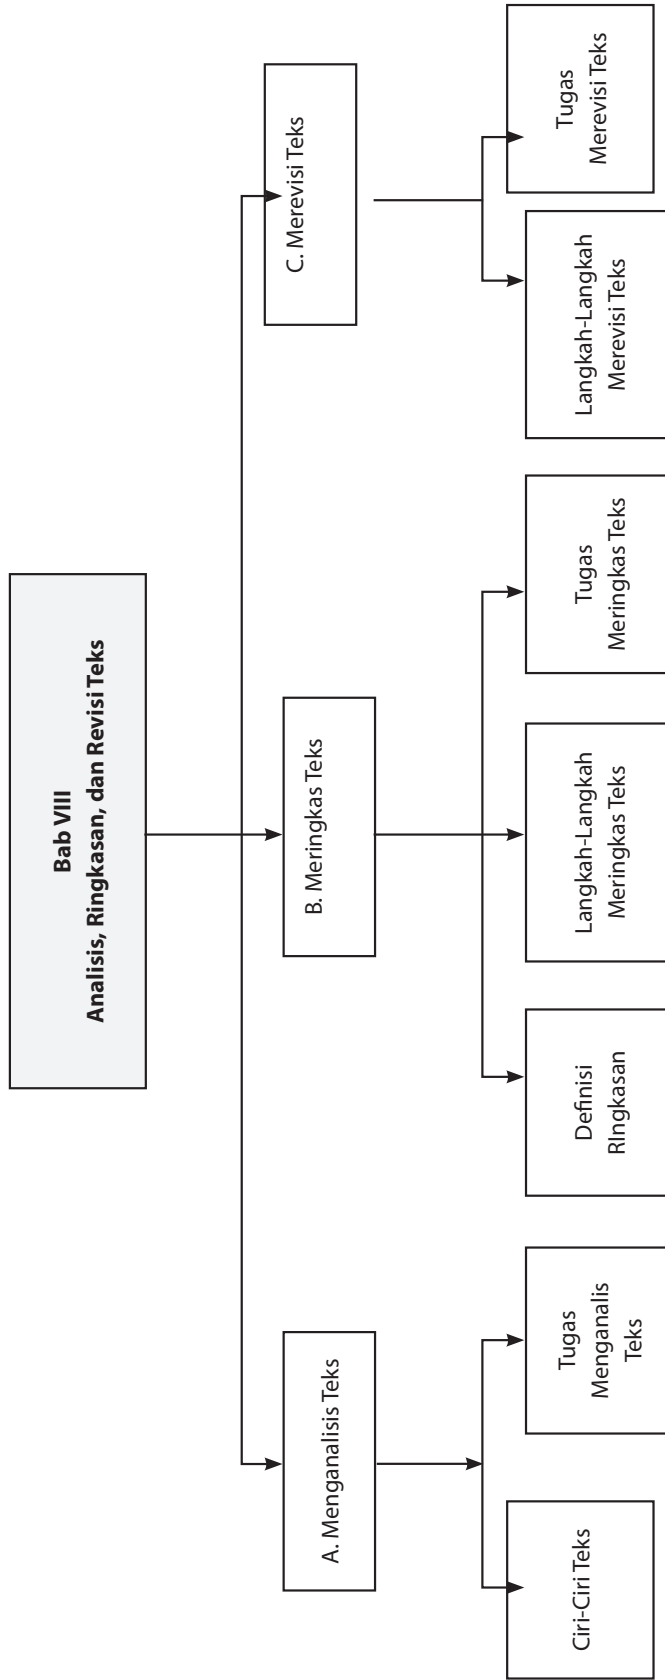 Bab VIII
Analisis, Ringkasan, dan Revisi Teks
A. Menganalisis Teks
B. Meringkas Teks
C. Merevisi Teks
Ciri-Ciri Teks
Tugas
Menganalis
Teks
Definisi
RIngkasan
Langkah-Langkah
Meringkas Teks
Tugas
Meringkas Teks
Langkah-Langkah
Merevisi Teks
Tugas
Merevisi Teks